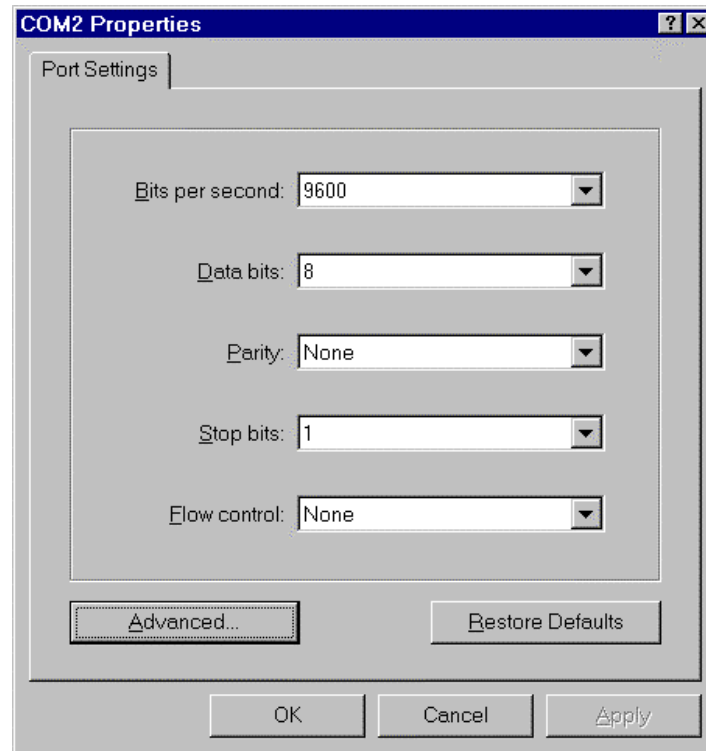 COM2 Properties
Port Settings
Bits per second: 9600
Data bits: 8
Parity: None
Stop bits: 1
Flow control: None
Advanced... Restore Defaults
OK Cancel Apply